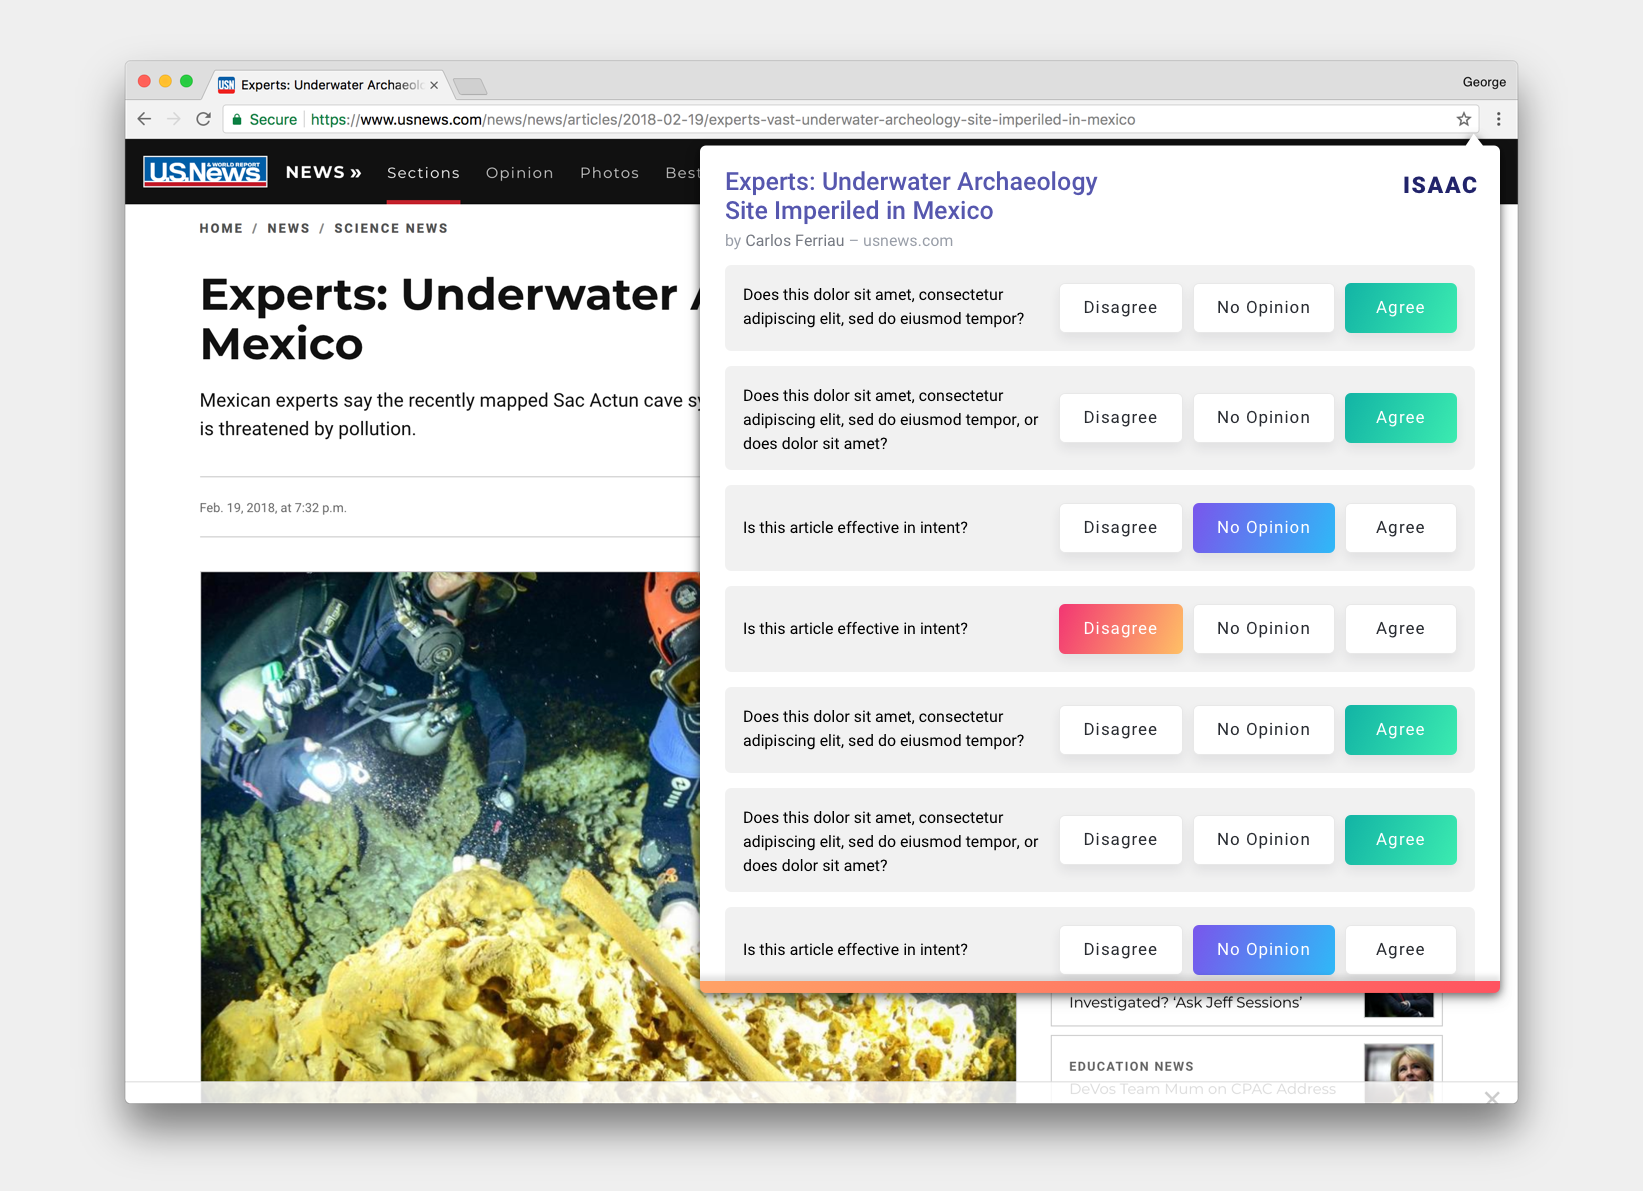 Experts: Underwater Archaeolo
George
Secure https://www.usnews.com/news/news/articles/2018-02-19/experts-vast-underwater-archeology-site-imperiled-in-mexico
U.S.News & WORLD REPORT
NEWS » Sections Opinion Photos Best
HOME / NEWS / SCIENCE NEWS
Experts: Underwater
Mexico
Mexican experts say the recently mapped Sac Actun cave
is threatened by pollution.
Feb. 19, 2018, at 7:32 p.m.
Experts: Underwater Archaeology
Site Imperiled in Mexico
ISAAC
by Carlos Ferriau – usnews.com
Does this dolor sit amet, consectetur
adipiscing elit, sed do eiusmod tempor?
Disagree No Opinion Agree
Does this dolor sit amet, consectetur
adipiscing elit, sed do eiusmod tempor, or
does dolor sit amet?
Disagree No Opinion Agree
Is this article effective in intent?
Disagree No Opinion Agree
Is this article effective in intent?
Disagree No Opinion Agree
Does this dolor sit amet, consectetur
adipiscing elit, sed do eiusmod tempor?
Disagree No Opinion Agree
Does this dolor sit amet, consectetur
adipiscing elit, sed do eiusmod tempor, or
does dolor sit amet?
Disagree No Opinion Agree
Is this article effective in intent?
Disagree No Opinion Agree
Investigated? ‘Ask Jeff Sessions’
EDUCATION NEWS
DeVos Team Mum on CPAC Address